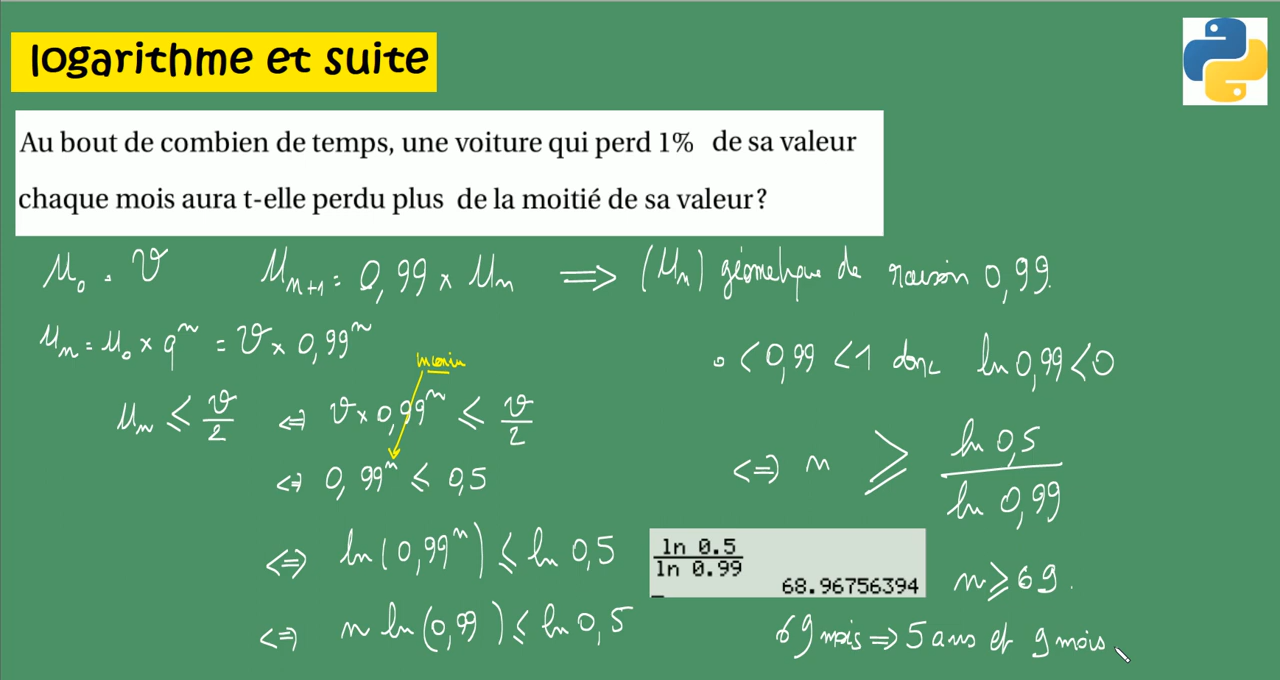 logarithme et suite
Au bout de combien de temps, une voiture qui perd 1% de sa valeur
chaque mois aura t-elle perdu plus de la moitié de sa valeur?
u₀ = v uₙ₊₁ = 0,99 × uₙ ⟹ (uₙ) géométrique de raison 0,99.
uₙ = u₀ × qⁿ = v × 0,99ⁿ
inconnu
0 < 0,99 < 1 donc ln 0,99 < 0
uₙ ≤ v/2 ⇔ v × 0,99ⁿ ≤ v/2
⇔ 0,99ⁿ ≤ 0,5
⇔ ln(0,99ⁿ) ≤ ln 0,5
⇔ n ln(0,99) ≤ ln 0,5
⇔ n ≥ ln 0,5 / ln 0,99
ln 0.5
ln 0.99
68.96756394
n ≥ 69.
69 mois ⇒ 5 ans et 9 mois